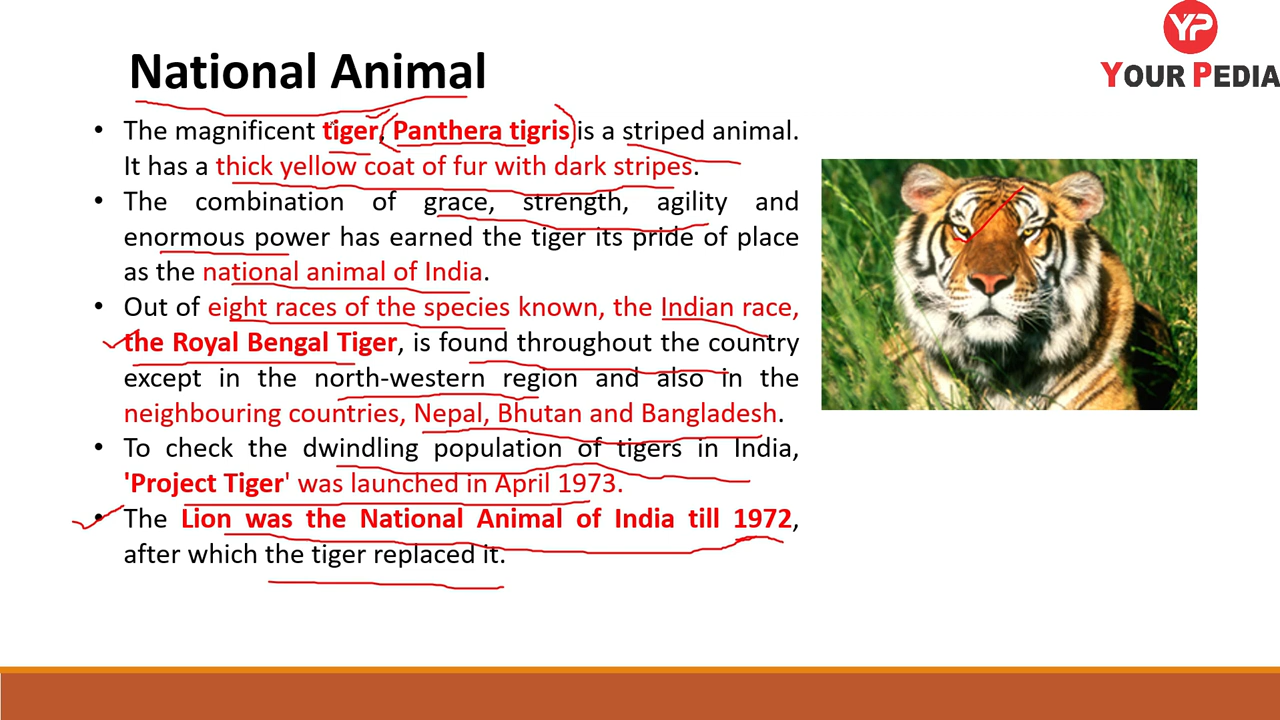 YP
YOUR PEDIA
National Animal
• The magnificent tiger, Panthera tigris is a striped animal.
It has a thick yellow coat of fur with dark stripes.
• The combination of grace, strength, agility and
enormous power has earned the tiger its pride of place
as the national animal of India.
• Out of eight races of the species known, the Indian race,
the Royal Bengal Tiger, is found throughout the country
except in the north-western region and also in the
neighbouring countries, Nepal, Bhutan and Bangladesh.
• To check the dwindling population of tigers in India,
'Project Tiger' was launched in April 1973.
• The Lion was the National Animal of India till 1972,
after which the tiger replaced it.